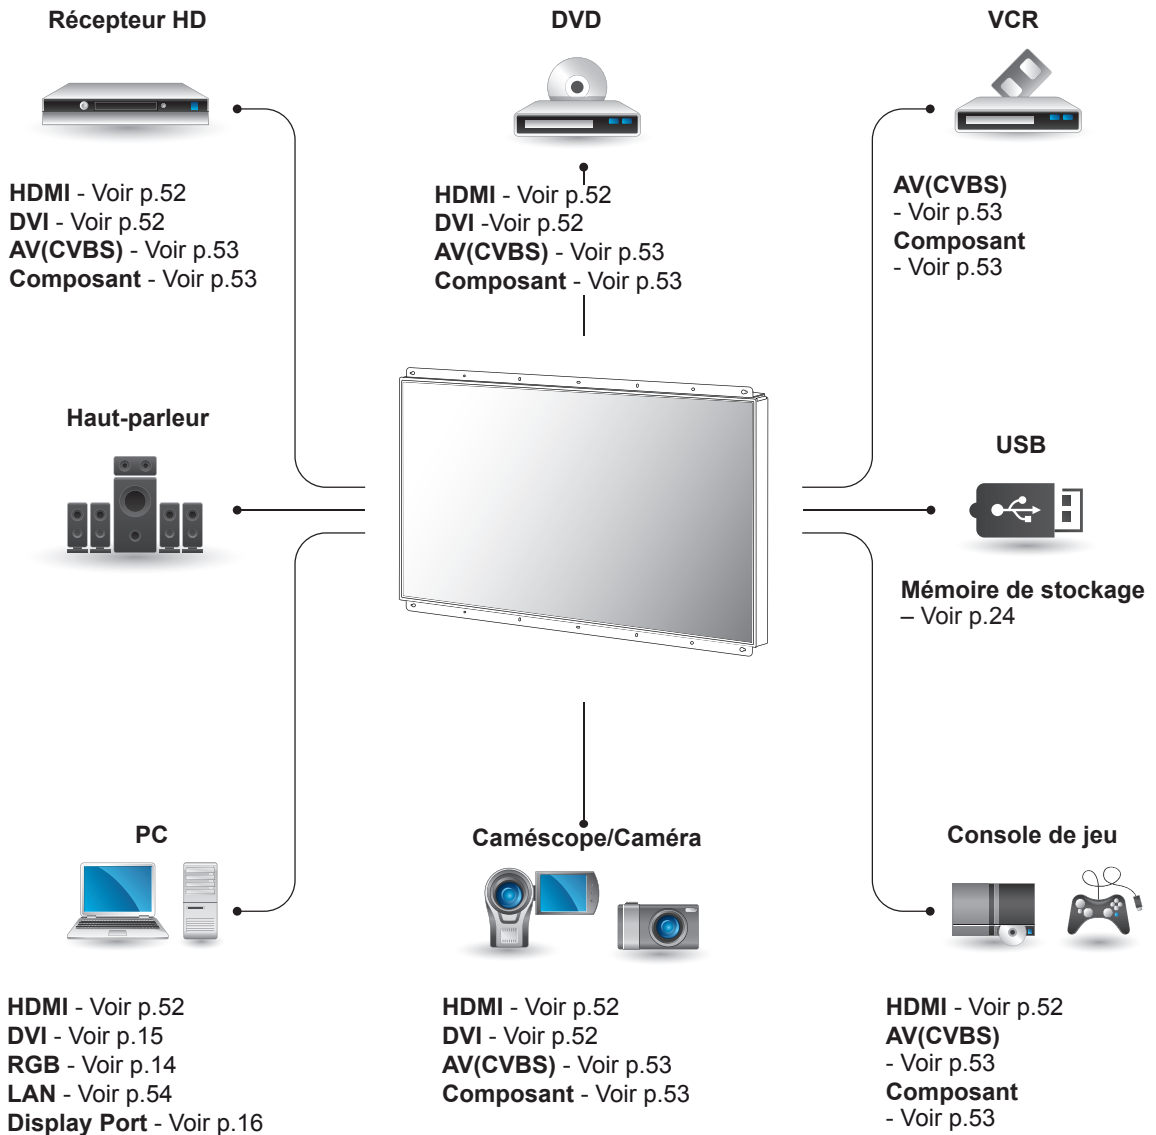 Récepteur HD
DVD
VCR
HDMI - Voir p.52
DVI - Voir p.52
AV(CVBS) - Voir p.53
Composant - Voir p.53
HDMI - Voir p.52
DVI -Voir p.52
AV(CVBS) - Voir p.53
Composant - Voir p.53
AV(CVBS)
- Voir p.53
Composant
- Voir p.53
Haut-parleur
USB
Mémoire de stockage
– Voir p.24
PC
Caméscope/Caméra
Console de jeu
HDMI - Voir p.52
DVI - Voir p.15
RGB - Voir p.14
LAN - Voir p.54
Display Port - Voir p.16
HDMI - Voir p.52
DVI - Voir p.52
AV(CVBS) - Voir p.53
Composant - Voir p.53
HDMI - Voir p.52
AV(CVBS)
- Voir p.53
Composant
- Voir p.53